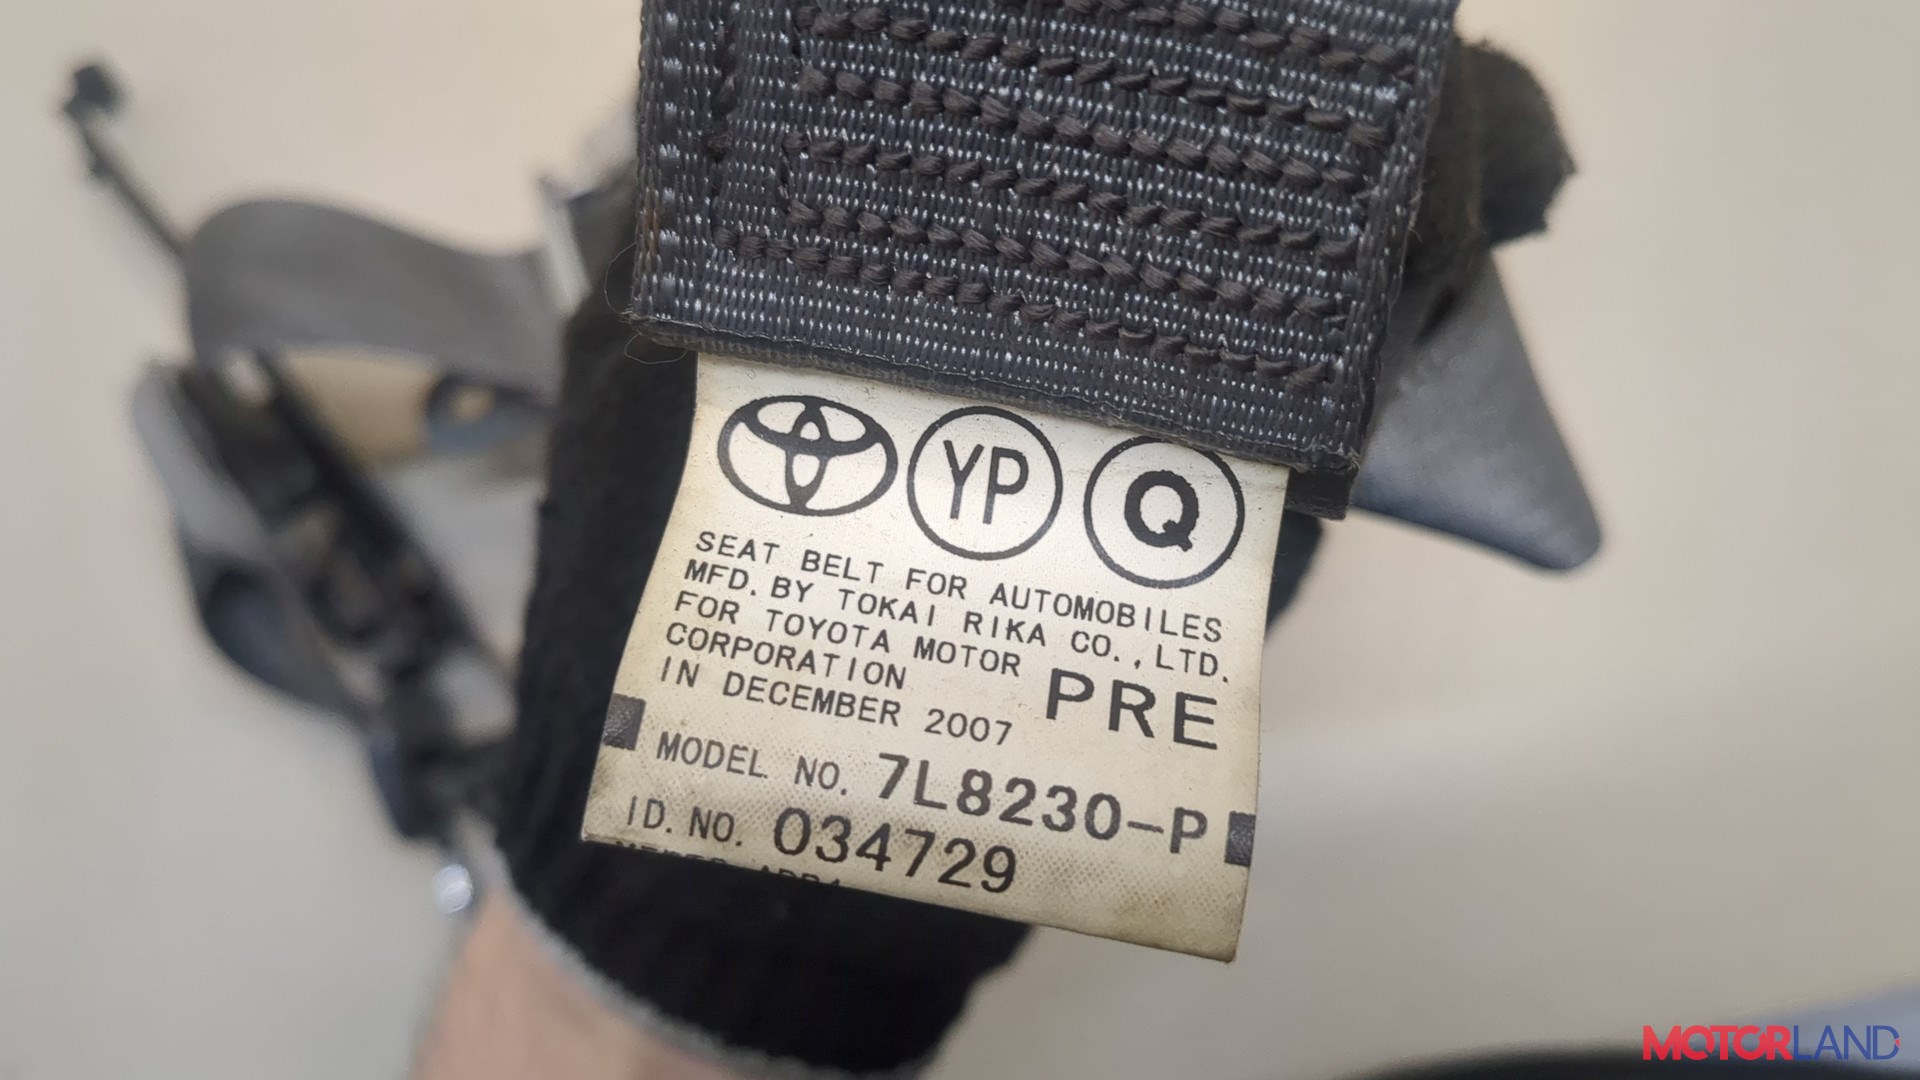 YP Q
SEAT BELT FOR AUTOMOBILES
MFD. BY TOKAI RIKA CO., LTD.
FOR TOYOTA MOTOR
CORPORATION
IN DECEMBER 2007 PRE
MODEL NO. 7L8230-P
ID. NO. 034729
MOTORLAND